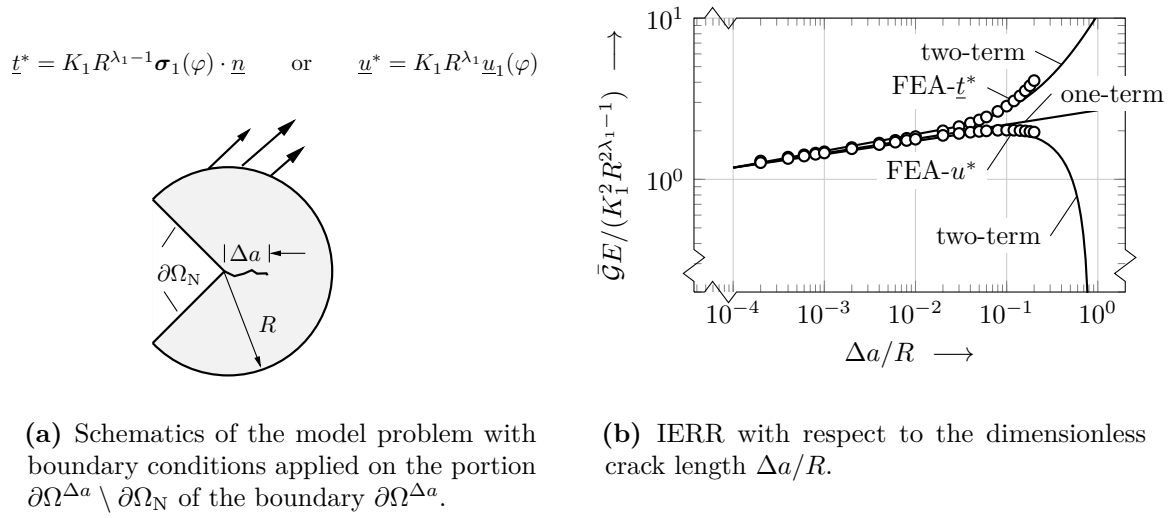 t* = K₁R^{λ₁−1}σ₁(φ) · n or u* = K₁R^{λ₁}u₁(φ)
Δa
∂Ω_N
R
(a) Schematics of the model problem with
boundary conditions applied on the portion
∂Ω^{Δa} \ ∂Ω_N of the boundary ∂Ω^{Δa}.
ḠE/(K₁²R^{2λ₁−1}) ⟶
10¹
10⁰
two-term
FEA-t*
one-term
FEA-u*
two-term
10⁻⁴ 10⁻³ 10⁻² 10⁻¹ 10⁰
Δa/R ⟶
(b) IERR with respect to the dimensionless
crack length Δa/R.